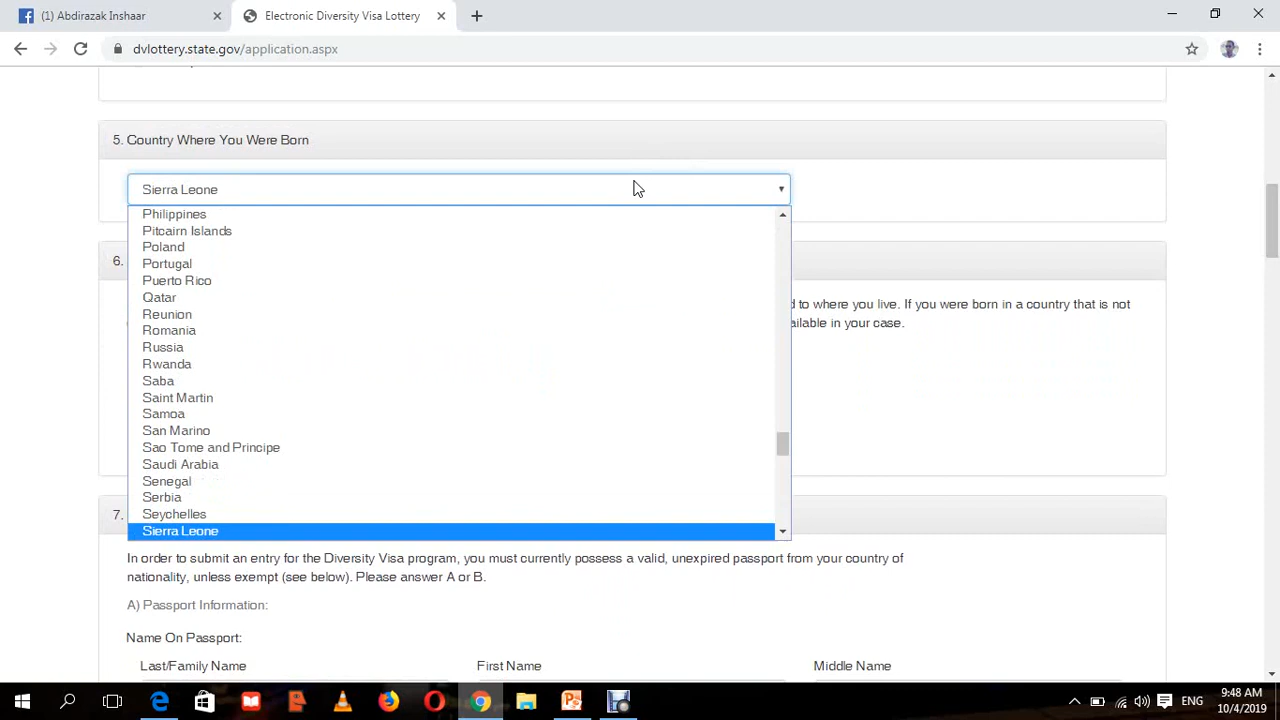 (1) Abdirazak Inshaar
Electronic Diversity Visa Lottery
dvlottery.state.gov/application.aspx
5. Country Where You Were Born
Sierra Leone
Philippines
Pitcairn Islands
Poland
Portugal
Puerto Rico
Qatar
Reunion
Romania
Russia
Rwanda
Saba
Saint Martin
Samoa
San Marino
Sao Tome and Principe
Saudi Arabia
Senegal
Serbia
Seychelles
Sierra Leone
6.
d to where you live. If you were born in a country that is not
ailable in your case.
7.
In order to submit an entry for the Diversity Visa program, you must currently possess a valid, unexpired passport from your country of
nationality, unless exempt (see below). Please answer A or B.
A) Passport Information:
Name On Passport:
Last/Family Name First Name Middle Name
ENG
9:48 AM
10/4/2019